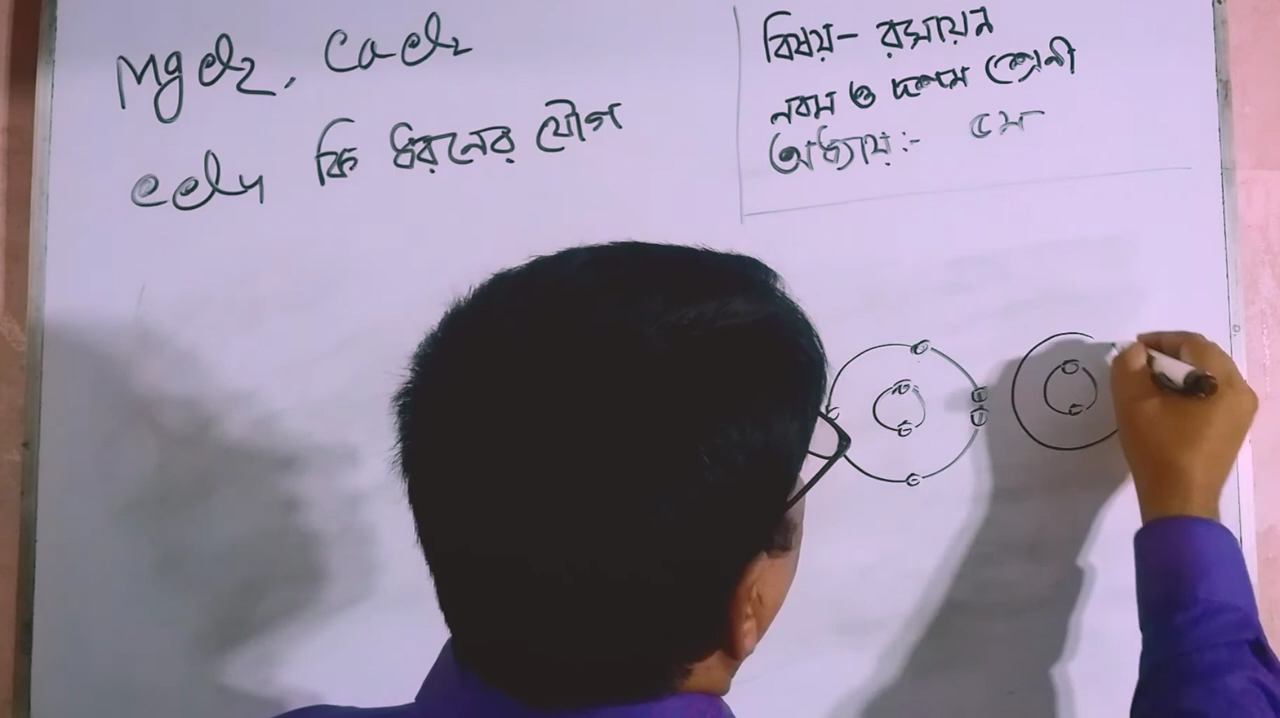 MgCl₂, CaCl₂
CCl₄ কি ধরনের যৌগ
বিষয়- রসায়ন
নবম ও দশম শ্রেণী
অধ্যায়:- ৫ম